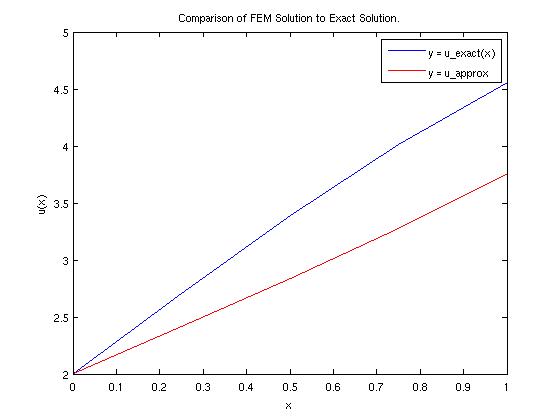 Comparison of FEM Solution to Exact Solution.
y = u_exact(x)
y = u_approx
5
4.5
4
3.5
3
2.5
2
u(x)
0 0.1 0.2 0.3 0.4 0.5 0.6 0.7 0.8 0.9 1
x